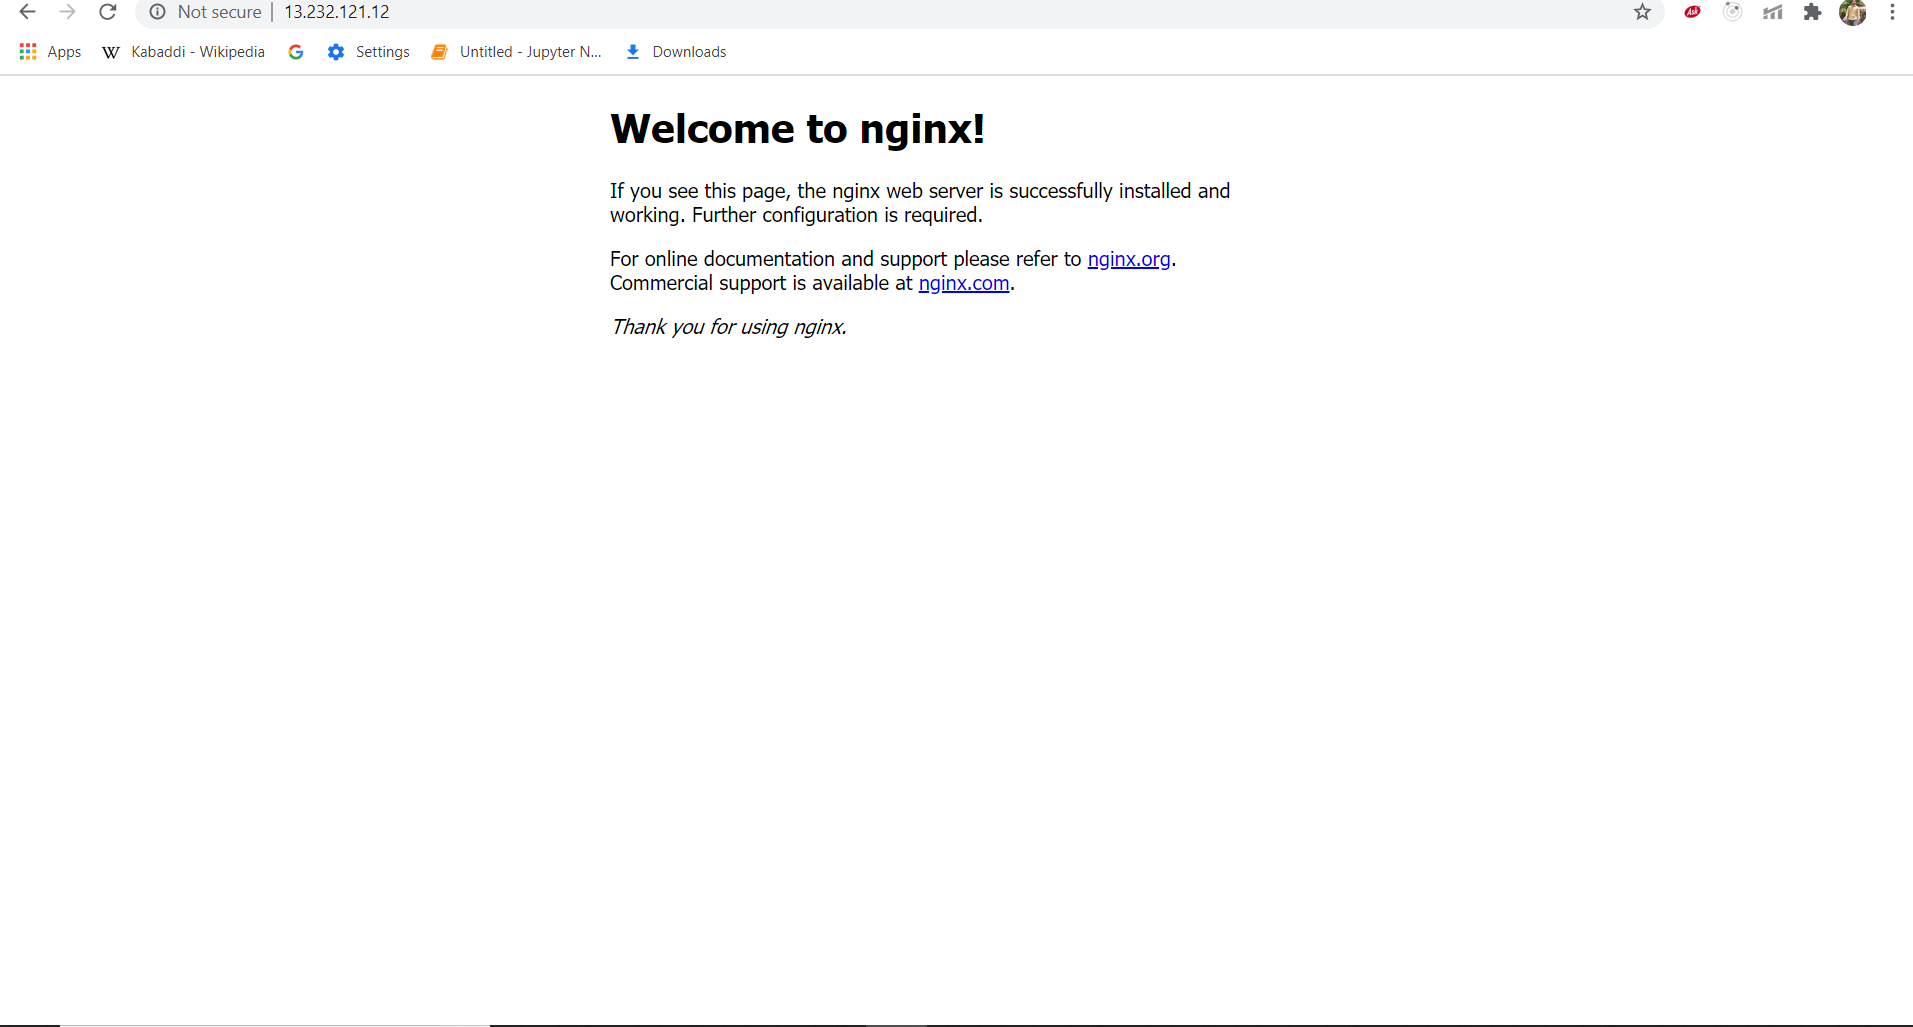 Not secure | 13.232.121.12
Ask
Apps Kabaddi - Wikipedia Settings Untitled - Jupyter N... Downloads
Welcome to nginx!
If you see this page, the nginx web server is successfully installed and
working. Further configuration is required.
For online documentation and support please refer to nginx.org.
Commercial support is available at nginx.com.
Thank you for using nginx.